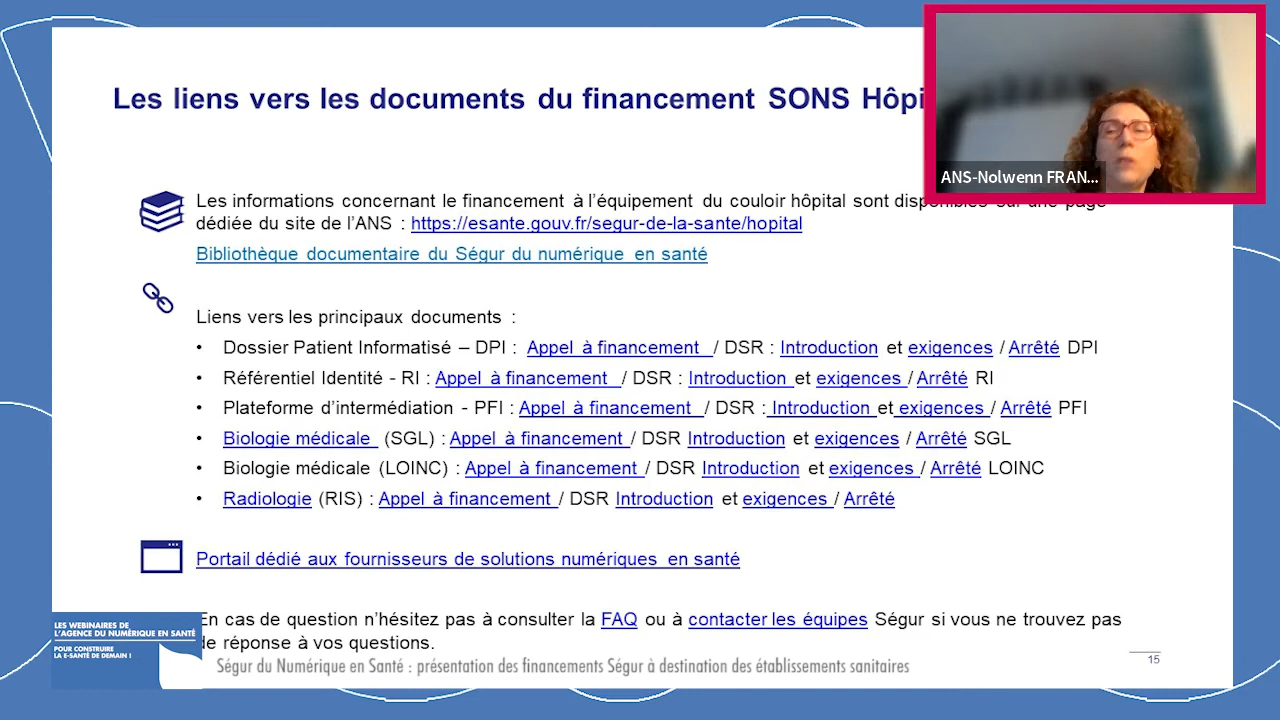 Les liens vers les documents du financement SONS Hôpi
ANS-Nolwenn FRAN...
Les informations concernant le financement à l'équipement du couloir hôpital sont disponibles sur une page
dédiée du site de l'ANS : https://esante.gouv.fr/segur-de-la-sante/hopital
Bibliothèque documentaire du Ségur du numérique en santé
Liens vers les principaux documents :
• Dossier Patient Informatisé – DPI : Appel à financement / DSR : Introduction et exigences / Arrêté DPI
• Référentiel Identité - RI : Appel à financement / DSR : Introduction et exigences / Arrêté RI
• Plateforme d'intermédiation - PFI : Appel à financement / DSR : Introduction et exigences / Arrêté PFI
• Biologie médicale (SGL) : Appel à financement / DSR Introduction et exigences / Arrêté SGL
• Biologie médicale (LOINC) : Appel à financement / DSR Introduction et exigences / Arrêté LOINC
• Radiologie (RIS) : Appel à financement / DSR Introduction et exigences / Arrêté
Portail dédié aux fournisseurs de solutions numériques en santé
En cas de question n'hésitez pas à consulter la FAQ ou à contacter les équipes Ségur si vous ne trouvez pas
de réponse à vos questions.
LES WEBINAIRES DE
L'AGENCE DU NUMÉRIQUE EN SANTÉ
POUR CONSTRUIRE
LA E-SANTÉ DE DEMAIN !
Ségur du Numérique en Santé : présentation des financements Ségur à destination des établissements sanitaires
15